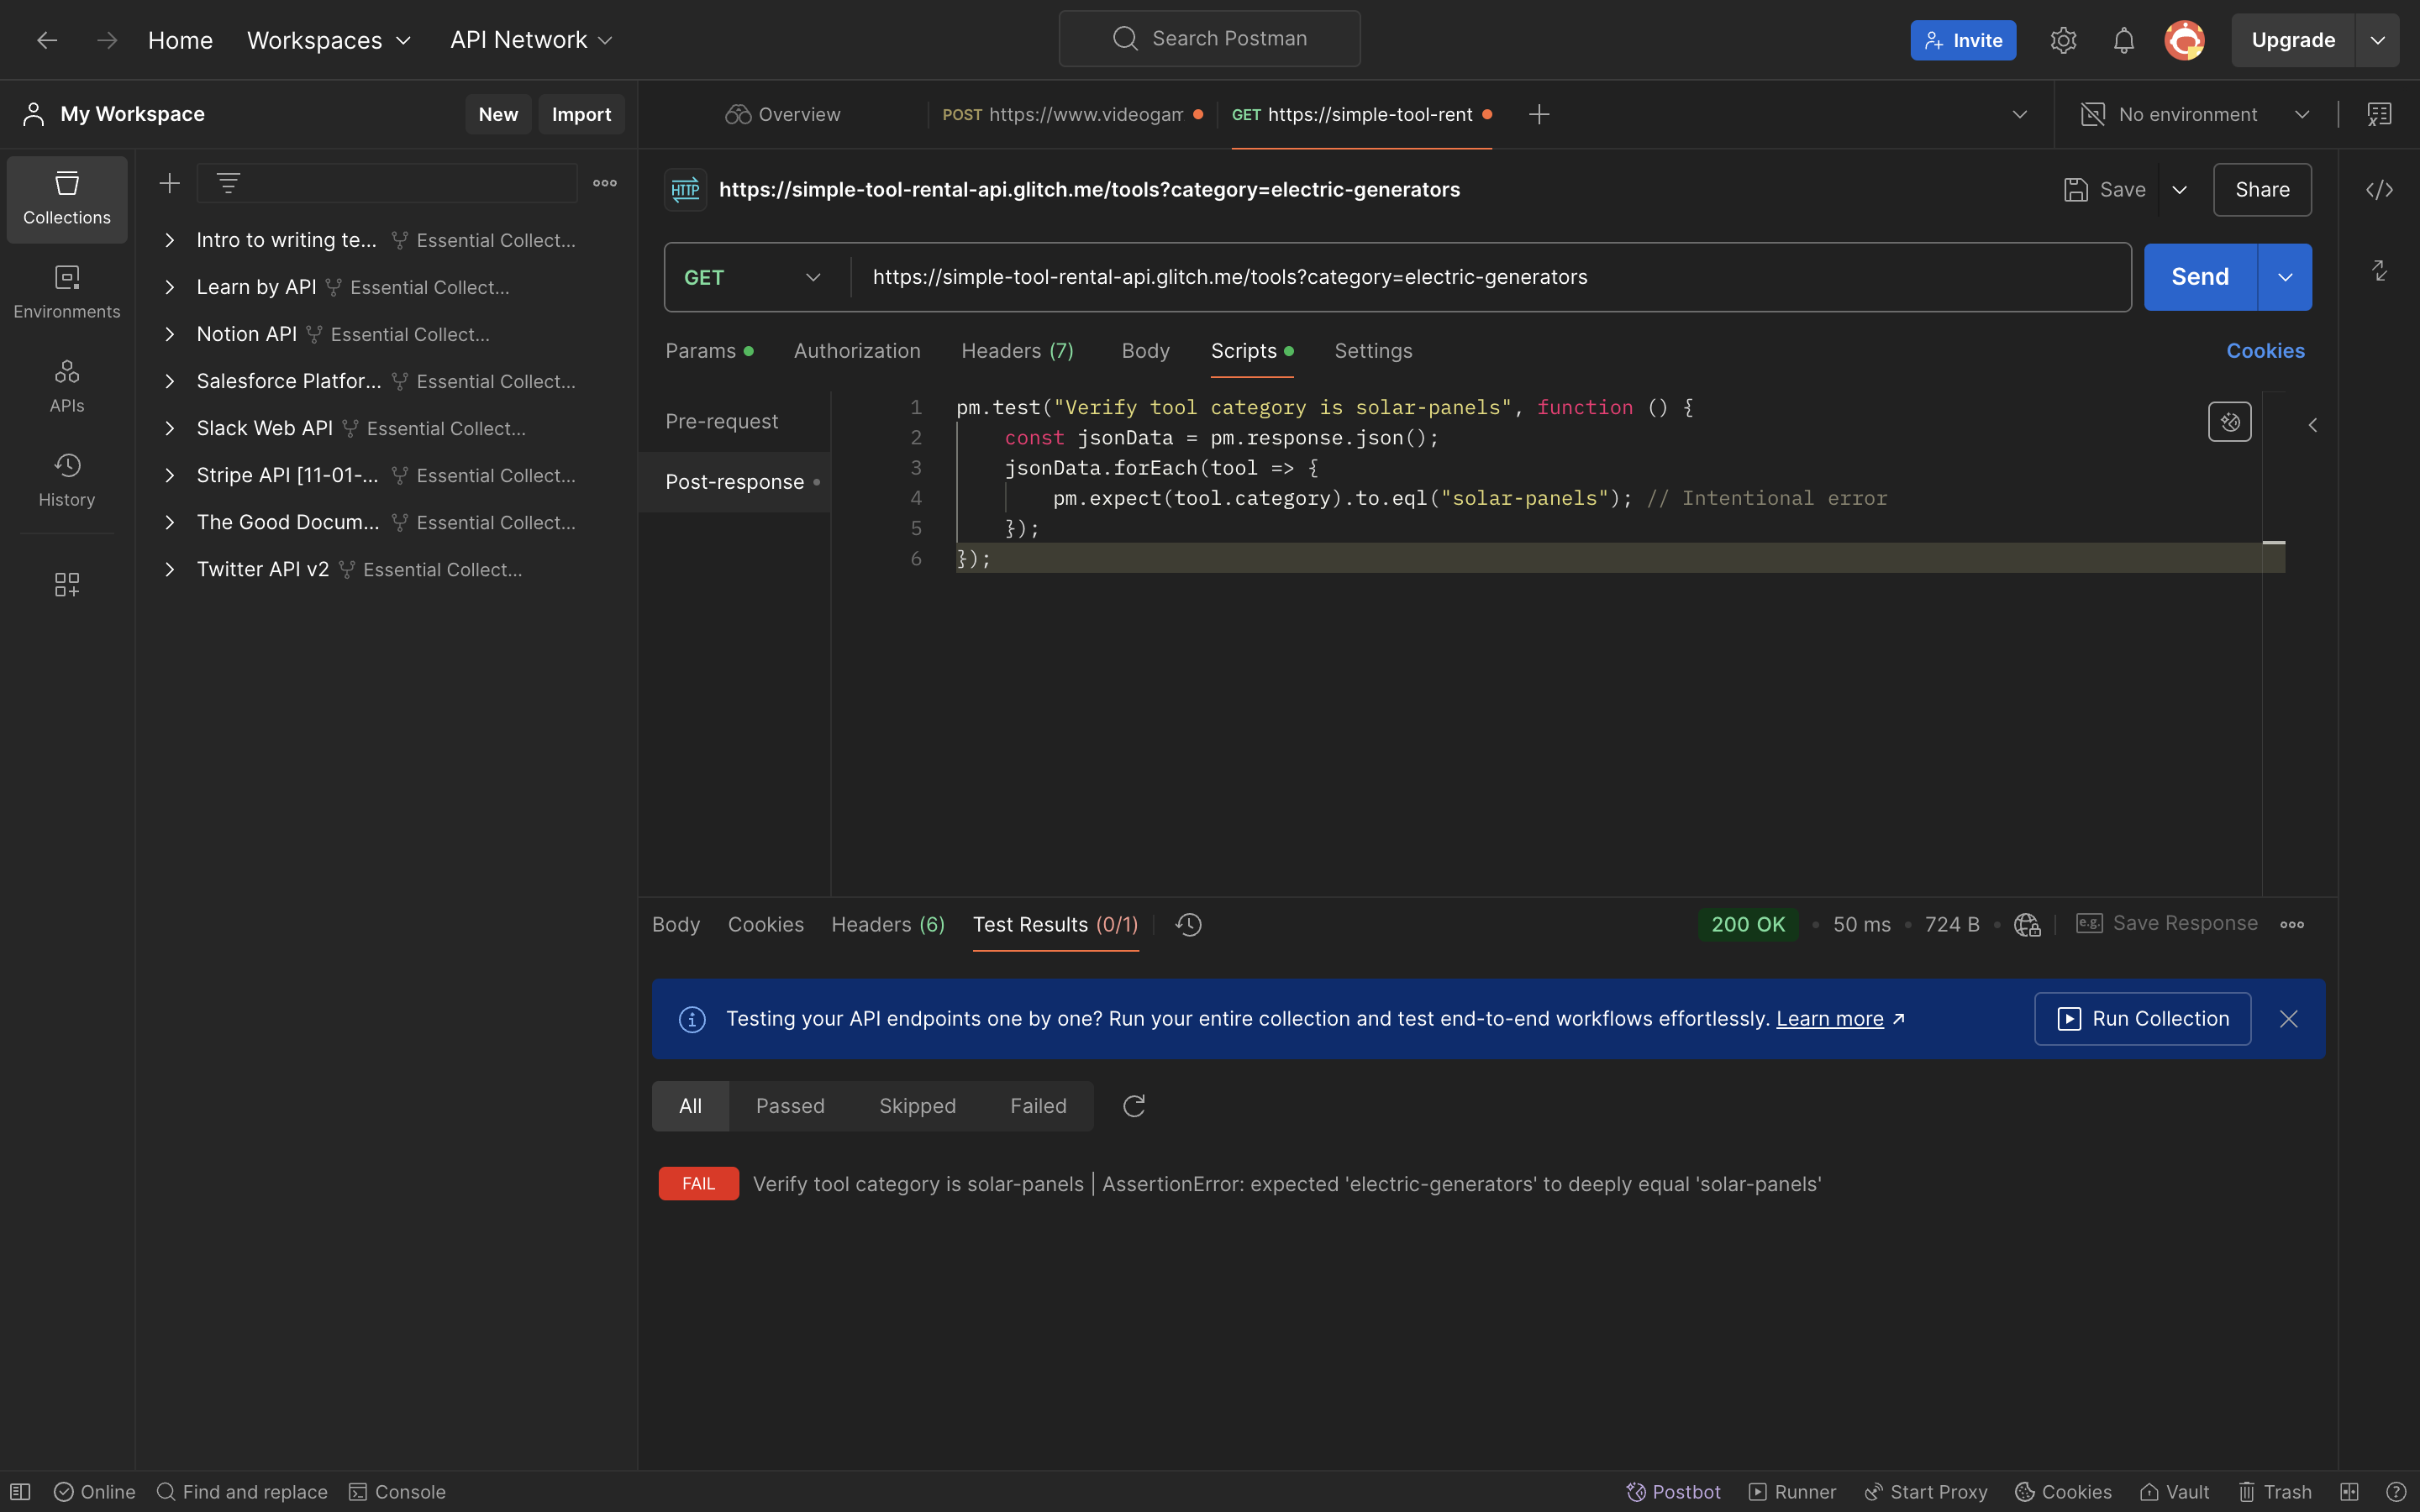 Home Workspaces API Network Search Postman Invite Upgrade
My Workspace New Import Overview POST https://www.videogam GET https://simple-tool-rent No environment
Collections
Environments
APIs
History
Intro to writing te... Essential Collect...
Learn by API Essential Collect...
Notion API Essential Collect...
Salesforce Platfor... Essential Collect...
Slack Web API Essential Collect...
Stripe API [11-01-... Essential Collect...
The Good Docum... Essential Collect...
Twitter API v2 Essential Collect...
HTTP https://simple-tool-rental-api.glitch.me/tools?category=electric-generators Save Share
GET https://simple-tool-rental-api.glitch.me/tools?category=electric-generators Send
Params Authorization Headers (7) Body Scripts Settings Cookies
Pre-request
Post-response
1 pm.test("Verify tool category is solar-panels", function () {
2 const jsonData = pm.response.json();
3 jsonData.forEach(tool => {
4 pm.expect(tool.category).to.eql("solar-panels"); // Intentional error
5 });
6 });
Body Cookies Headers (6) Test Results (0/1) 200 OK 50 ms 724 B e.g. Save Response
Testing your API endpoints one by one? Run your entire collection and test end-to-end workflows effortlessly. Learn more Run Collection
All Passed Skipped Failed
FAIL Verify tool category is solar-panels | AssertionError: expected 'electric-generators' to deeply equal 'solar-panels'
Online Find and replace Console Postbot Runner Start Proxy Cookies Vault Trash